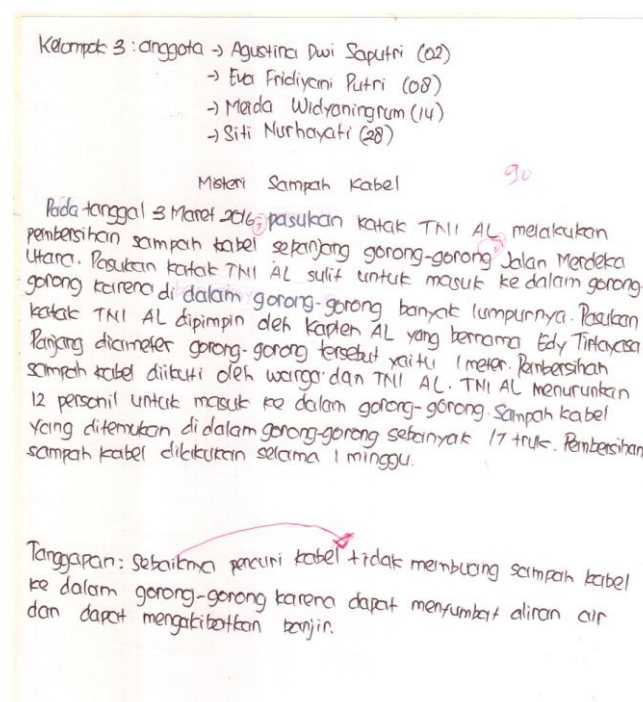 Kelompok 3 : anggota -> Agustina Dwi Saputri (02)
-> Eva Fridiyani Putri (08)
-> Meida Widyaningrum (14)
-> Siti Nurhayati (28)
90
Misteri Sampah Kabel
Pada tanggal 3 Maret 2016, pasukan katak TNI AL melakukan
pembersihan sampah kabel sepanjang gorong-gorong Jalan Merdeka
Utara. Pasukan katak TNI AL sulit untuk masuk ke dalam gorong-
gorong karena di dalam gorong-gorong banyak lumpurnya. Pasukan
katak TNI AL dipimpin oleh Kapten AL yang bernama Edy Tirtayasa
Panjang diameter gorong-gorong tersebut yaitu 1 meter. Pembersihan
sampah kabel diikuti oleh warga dan TNI AL. TNI AL menurunkan
12 personil untuk masuk ke dalam gorong-gorong. Sampah kabel
yang ditemukan di dalam gorong-gorong sebanyak 17 truk. Pembersihan
sampah kabel dilakukan selama 1 minggu.
Tanggapan : Sebaiknya pencuri kabel tidak membuang sampah kabel
ke dalam gorong-gorong karena dapat menyumbat aliran air
dan dapat mengakibatkan banjir.